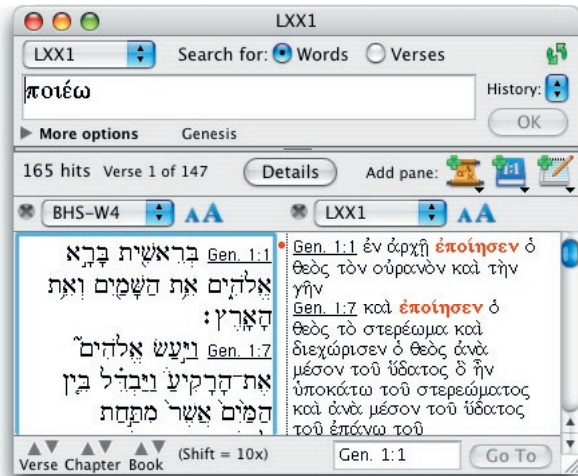 LXX1
LXX1 Search for: Words Verses
ποιέω
History:
OK
More options Genesis
165 hits Verse 1 of 147 Details Add pane:
BHS-W4 AA
Gen. 1:1 בְּרֵאשִׁ֖ית בָּרָ֣א
אֱלֹהִ֑ים אֵ֥ת הַשָּׁמַ֖יִם וְאֵ֥ת
הָאָֽרֶץ׃
Gen. 1:7 וַיַּ֣עַשׂ אֱלֹהִים֮
אֶת־הָרָקִיעַ֒ וַיַּבְדֵּ֗ל בֵּ֤ין
הַמַּ֨יִם֙ אֲשֶׁר֙ מִתַּ֣חַת
LXX1 AA
Gen. 1:1 ἐν ἀρχῇ ἐποίησεν ὁ
θεὸς τὸν οὐρανὸν καὶ τὴν
γῆν
Gen. 1:7 καὶ ἐποίησεν ὁ
θεὸς τὸ στερέωμα καὶ
διεχώρισεν ὁ θεὸς ἀνὰ
μέσον τοῦ ὕδατος ὃ ἦν
ὑποκάτω τοῦ στερεώματος
καὶ ἀνὰ μέσον τοῦ ὕδατος
τοῦ ἐπάνω τοῦ
Verse Chapter Book (Shift = 10x) Gen. 1:1 Go To